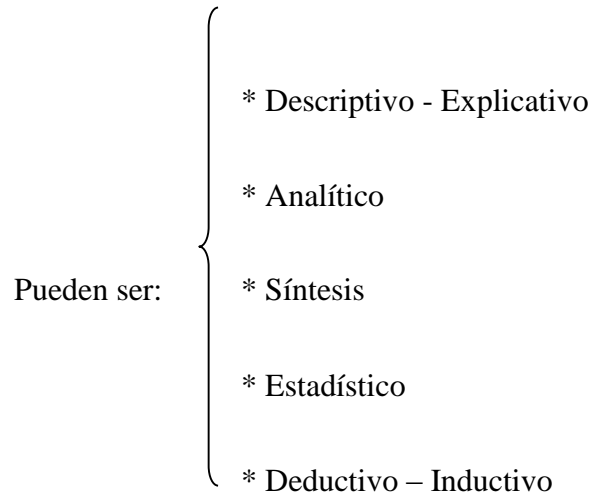 * Descriptivo - Explicativo
* Analítico
Pueden ser: * Síntesis
* Estadístico
* Deductivo – Inductivo